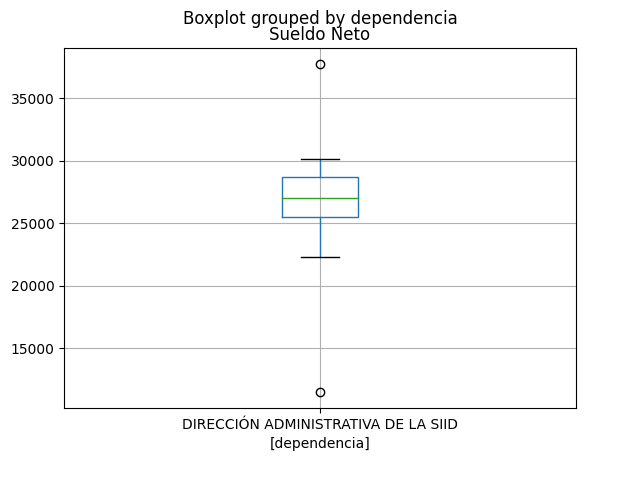 Boxplot grouped by dependencia
Sueldo Neto
35000
30000
25000
20000
15000
DIRECCIÓN ADMINISTRATIVA DE LA SIID
[dependencia]